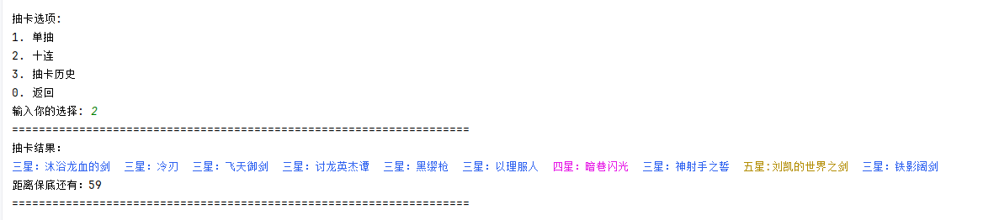 抽卡选项:
1. 单抽
2. 十连
3. 抽卡历史
0. 返回
输入你的选择: 2
====================================================================
抽卡结果:
三星: 沐浴龙血的剑 三星: 冷刃 三星: 飞天御剑 三星: 讨龙英杰谭 三星: 黑缨枪 三星: 以理服人 四星: 暗巷闪光 三星: 神射手之誓 五星:刘凯的世界之剑 三星: 铁影阔剑
距离保底还有: 59
====================================================================